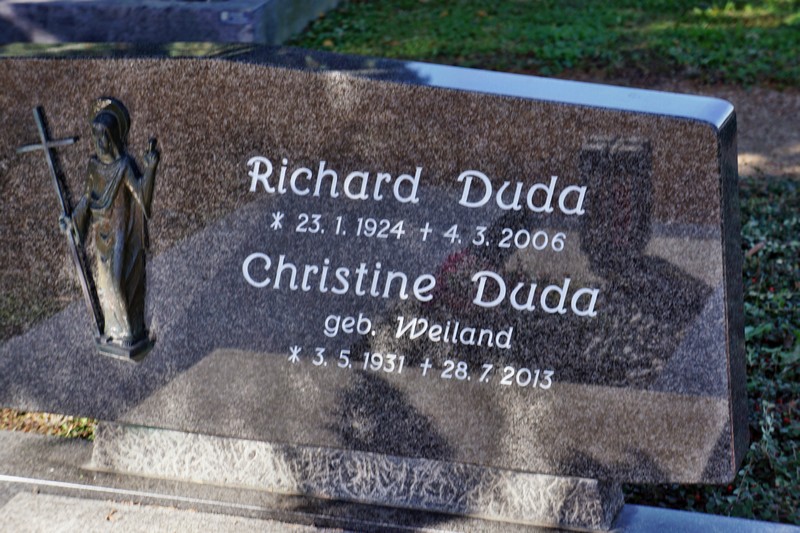 Richard Duda
* 23. 1. 1924 † 4. 3. 2006
Christine Duda
geb. Weiland
* 3. 5. 1931 † 28. 7. 2013